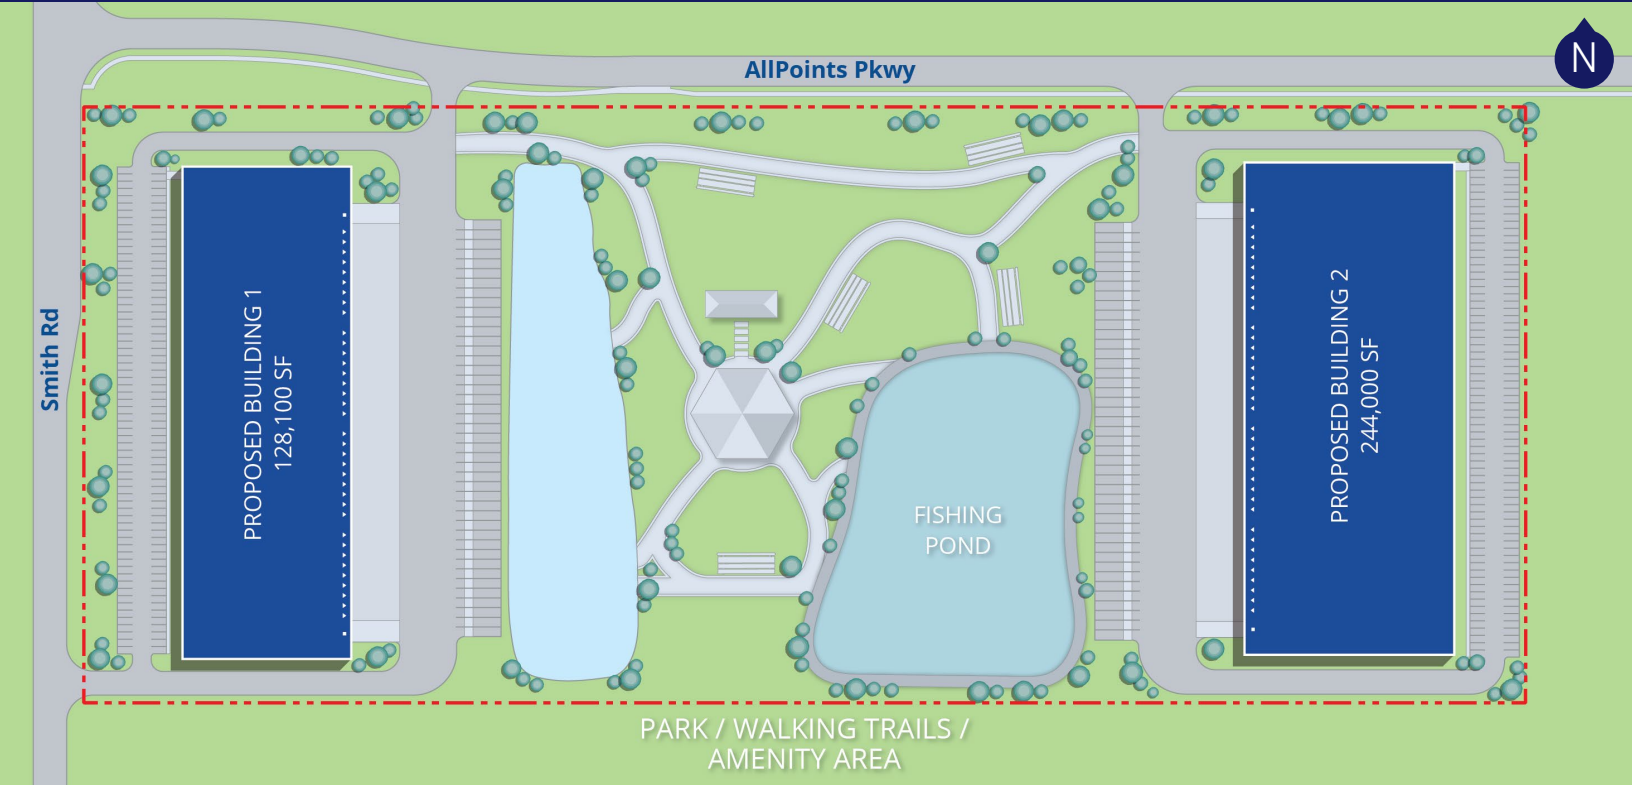 AllPoints Pkwy
N
Smith Rd
PROPOSED BUILDING 1
128,100 SF
PROPOSED BUILDING 2
244,000 SF
FISHING
POND
PARK / WALKING TRAILS /
AMENITY AREA